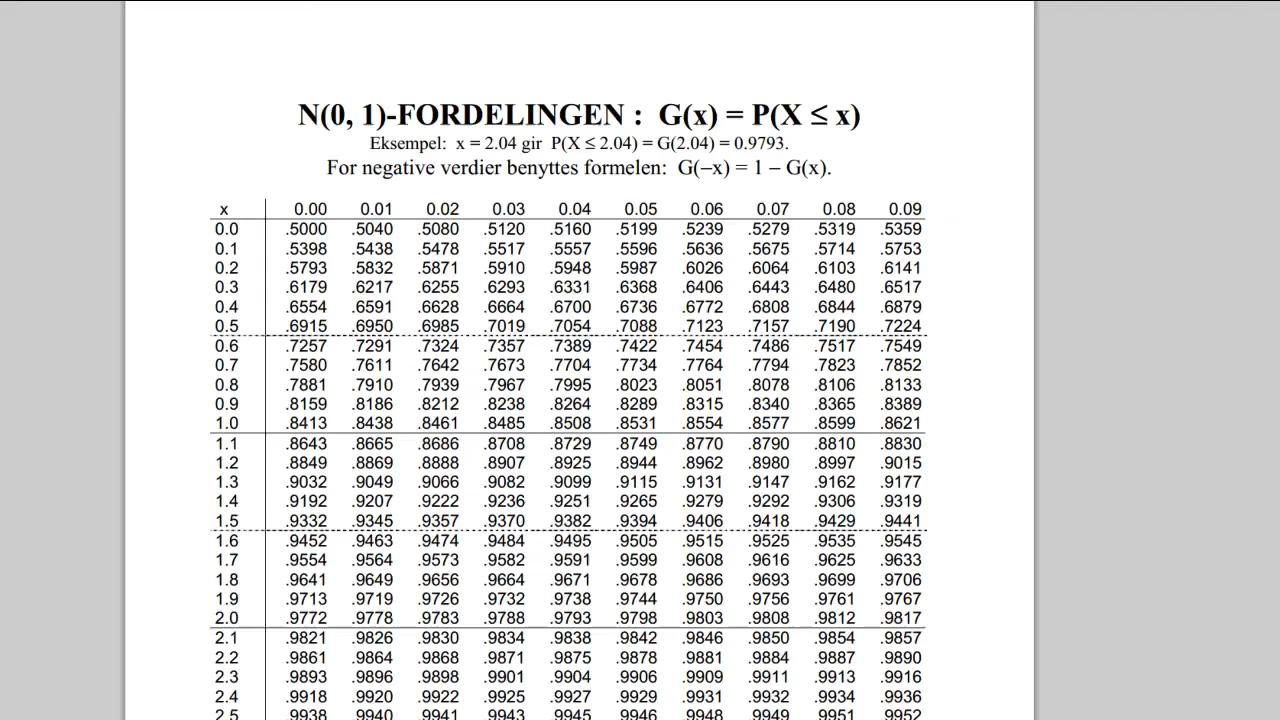 N(0, 1)-FORDELINGEN : G(x) = P(X ≤ x)
Eksempel: x = 2.04 gir P(X ≤ 2.04) = G(2.04) = 0.9793.
For negative verdier benyttes formelen: G(−x) = 1 − G(x).
x 0.00 0.01 0.02 0.03 0.04 0.05 0.06 0.07 0.08 0.09
0.0 .5000 .5040 .5080 .5120 .5160 .5199 .5239 .5279 .5319 .5359
0.1 .5398 .5438 .5478 .5517 .5557 .5596 .5636 .5675 .5714 .5753
0.2 .5793 .5832 .5871 .5910 .5948 .5987 .6026 .6064 .6103 .6141
0.3 .6179 .6217 .6255 .6293 .6331 .6368 .6406 .6443 .6480 .6517
0.4 .6554 .6591 .6628 .6664 .6700 .6736 .6772 .6808 .6844 .6879
0.5 .6915 .6950 .6985 .7019 .7054 .7088 .7123 .7157 .7190 .7224
0.6 .7257 .7291 .7324 .7357 .7389 .7422 .7454 .7486 .7517 .7549
0.7 .7580 .7611 .7642 .7673 .7704 .7734 .7764 .7794 .7823 .7852
0.8 .7881 .7910 .7939 .7967 .7995 .8023 .8051 .8078 .8106 .8133
0.9 .8159 .8186 .8212 .8238 .8264 .8289 .8315 .8340 .8365 .8389
1.0 .8413 .8438 .8461 .8485 .8508 .8531 .8554 .8577 .8599 .8621
1.1 .8643 .8665 .8686 .8708 .8729 .8749 .8770 .8790 .8810 .8830
1.2 .8849 .8869 .8888 .8907 .8925 .8944 .8962 .8980 .8997 .9015
1.3 .9032 .9049 .9066 .9082 .9099 .9115 .9131 .9147 .9162 .9177
1.4 .9192 .9207 .9222 .9236 .9251 .9265 .9279 .9292 .9306 .9319
1.5 .9332 .9345 .9357 .9370 .9382 .9394 .9406 .9418 .9429 .9441
1.6 .9452 .9463 .9474 .9484 .9495 .9505 .9515 .9525 .9535 .9545
1.7 .9554 .9564 .9573 .9582 .9591 .9599 .9608 .9616 .9625 .9633
1.8 .9641 .9649 .9656 .9664 .9671 .9678 .9686 .9693 .9699 .9706
1.9 .9713 .9719 .9726 .9732 .9738 .9744 .9750 .9756 .9761 .9767
2.0 .9772 .9778 .9783 .9788 .9793 .9798 .9803 .9808 .9812 .9817
2.1 .9821 .9826 .9830 .9834 .9838 .9842 .9846 .9850 .9854 .9857
2.2 .9861 .9864 .9868 .9871 .9875 .9878 .9881 .9884 .9887 .9890
2.3 .9893 .9896 .9898 .9901 .9904 .9906 .9909 .9911 .9913 .9916
2.4 .9918 .9920 .9922 .9925 .9927 .9929 .9931 .9932 .9934 .9936
2.5 .9938 .9940 .9941 .9943 .9945 .9946 .9948 .9949 .9951 .9952